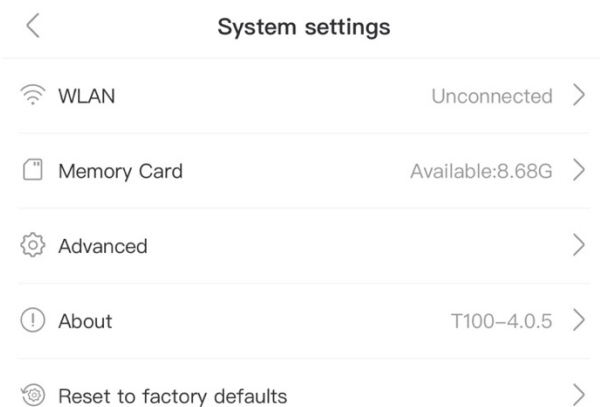 System settings
WLAN Unconnected
Memory Card Available:8.68G
Advanced
About T100-4.0.5
Reset to factory defaults